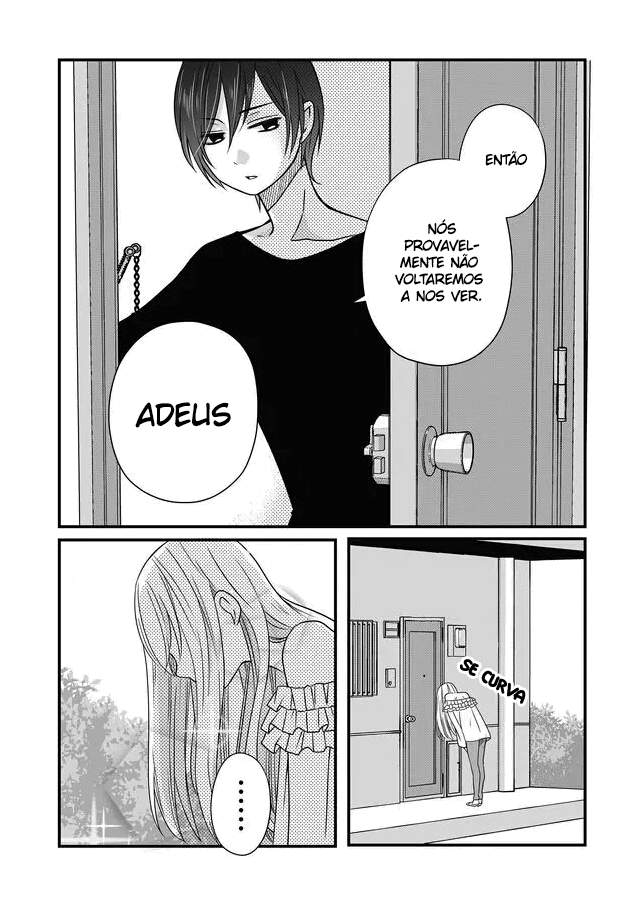 ENTÃO
NÓS
PROVAVEL-
MENTE NÃO
VOLTAREMOS
A NOS VER.
ADEUS
SE CURVA
.......